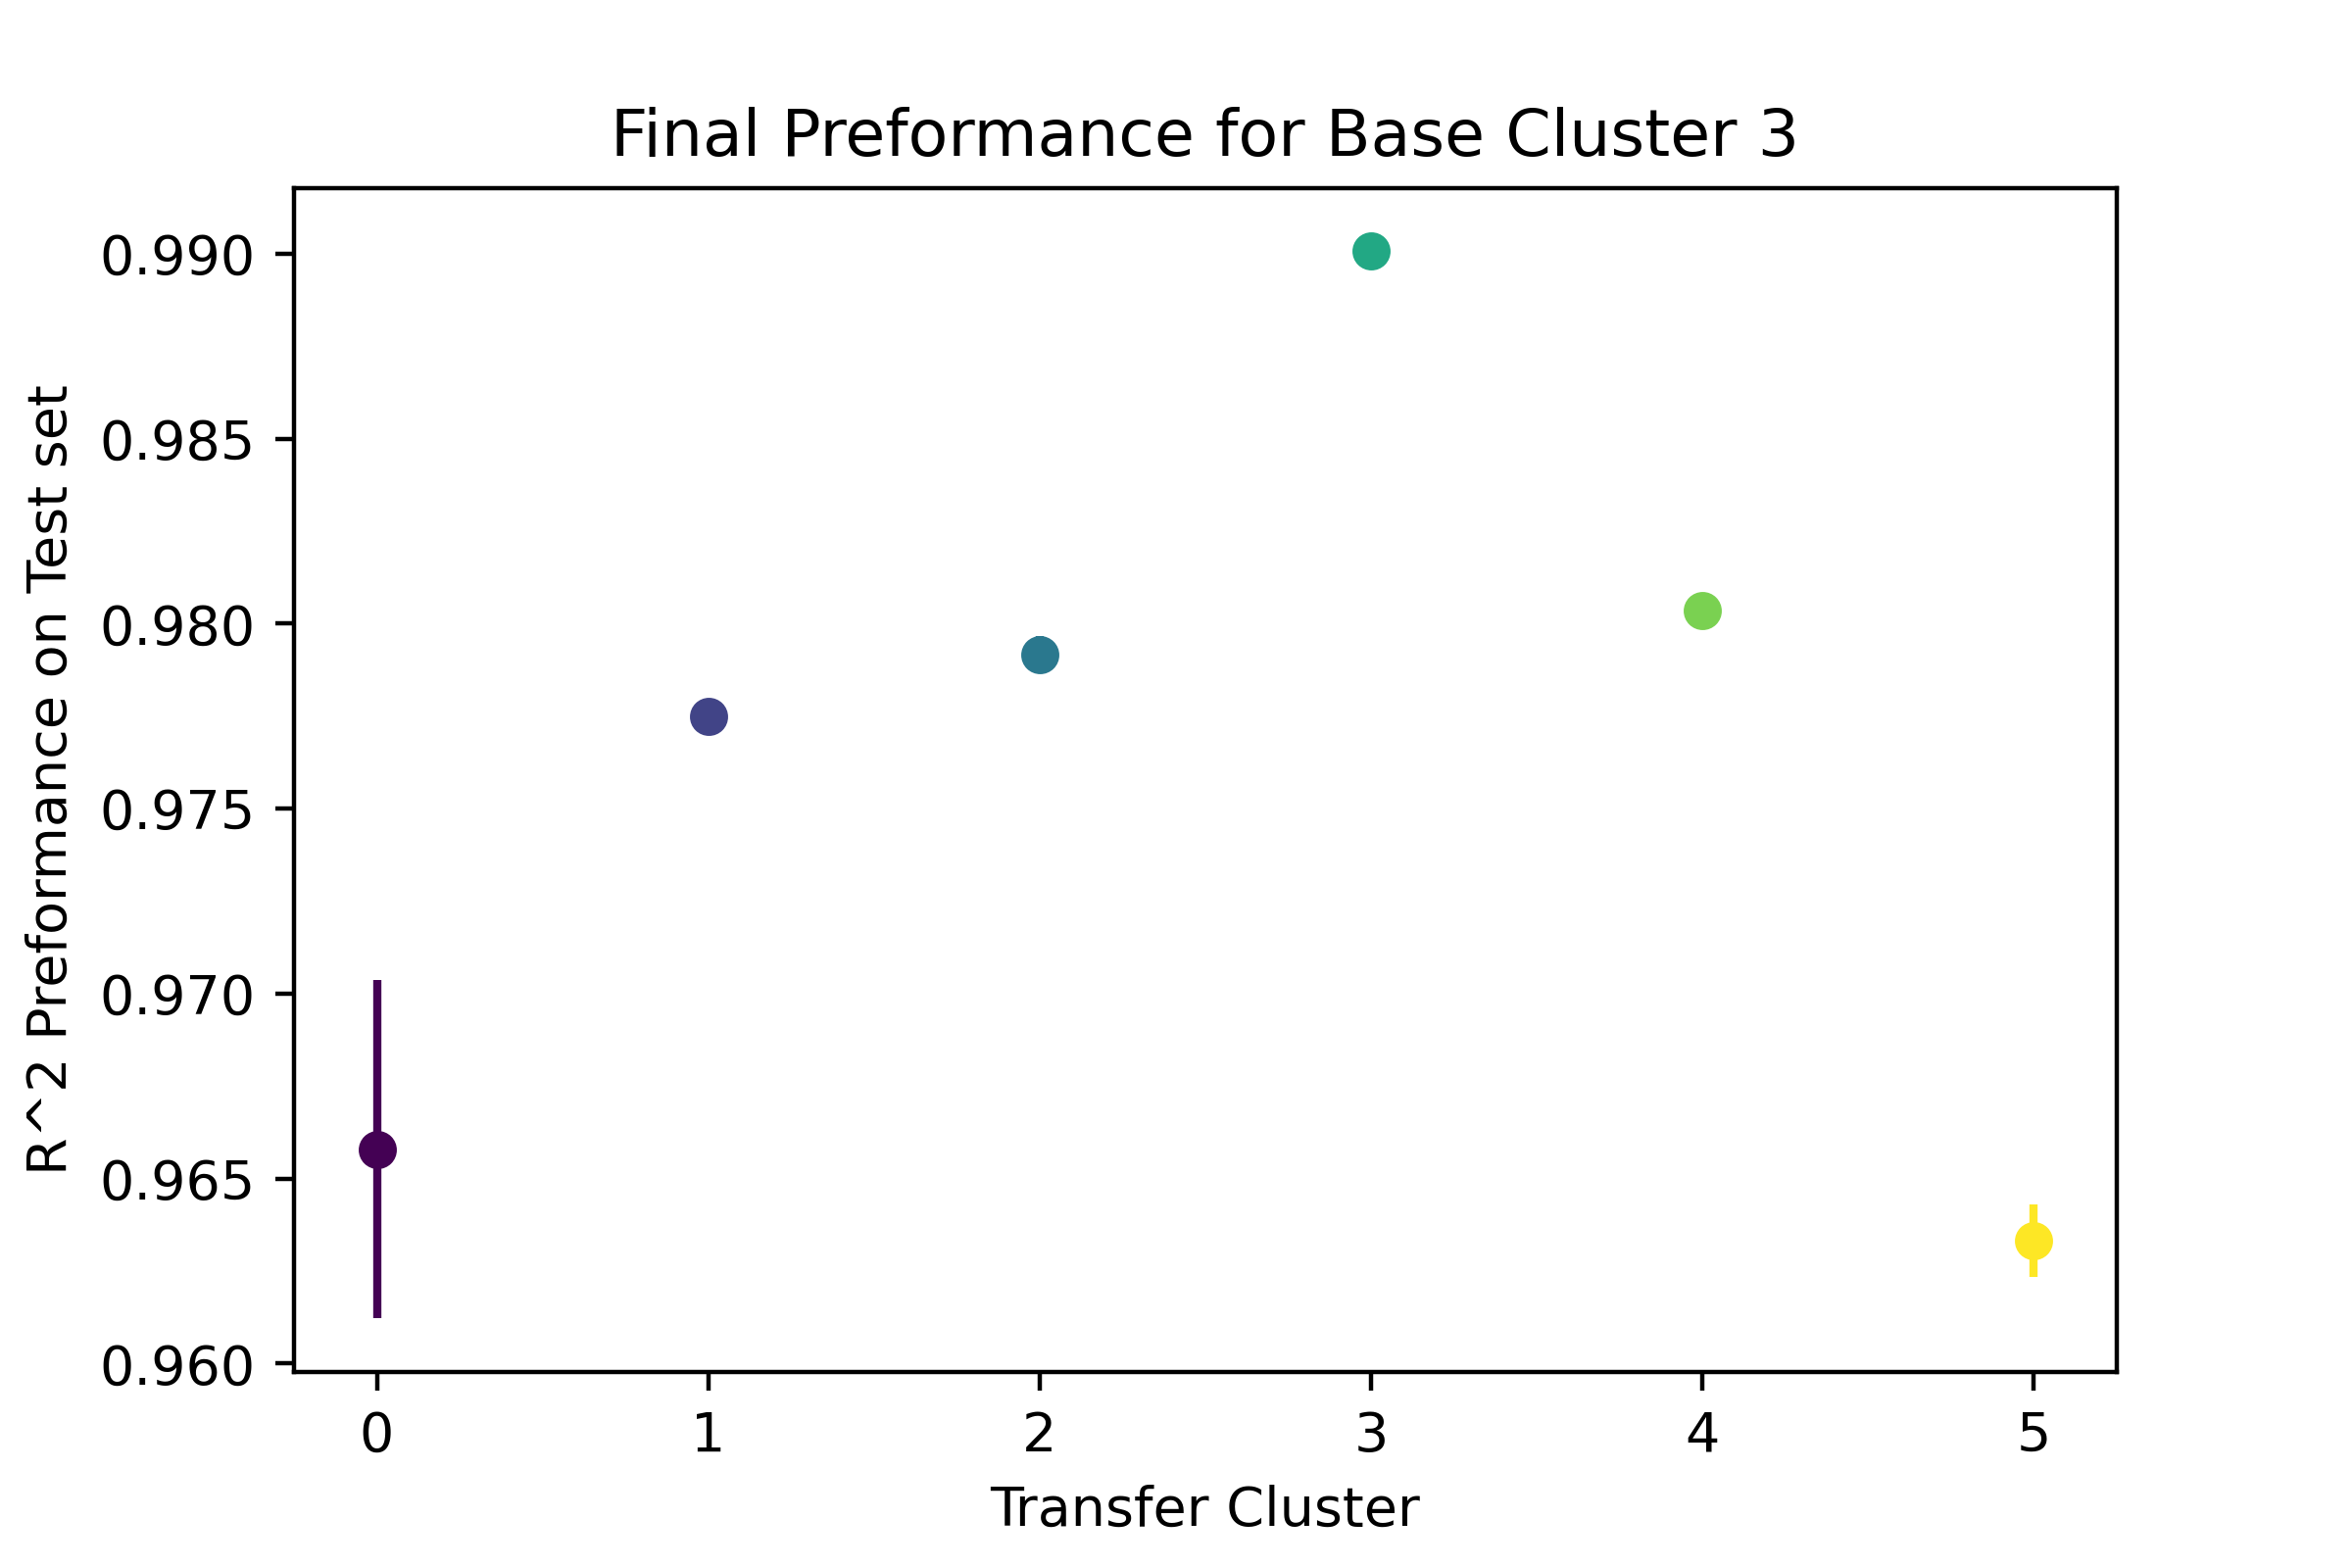 Final Preformance for Base Cluster 3
R^2 Preformance on Test set
0.990
0.985
0.980
0.975
0.970
0.965
0.960
0 1 2 3 4 5
Transfer Cluster